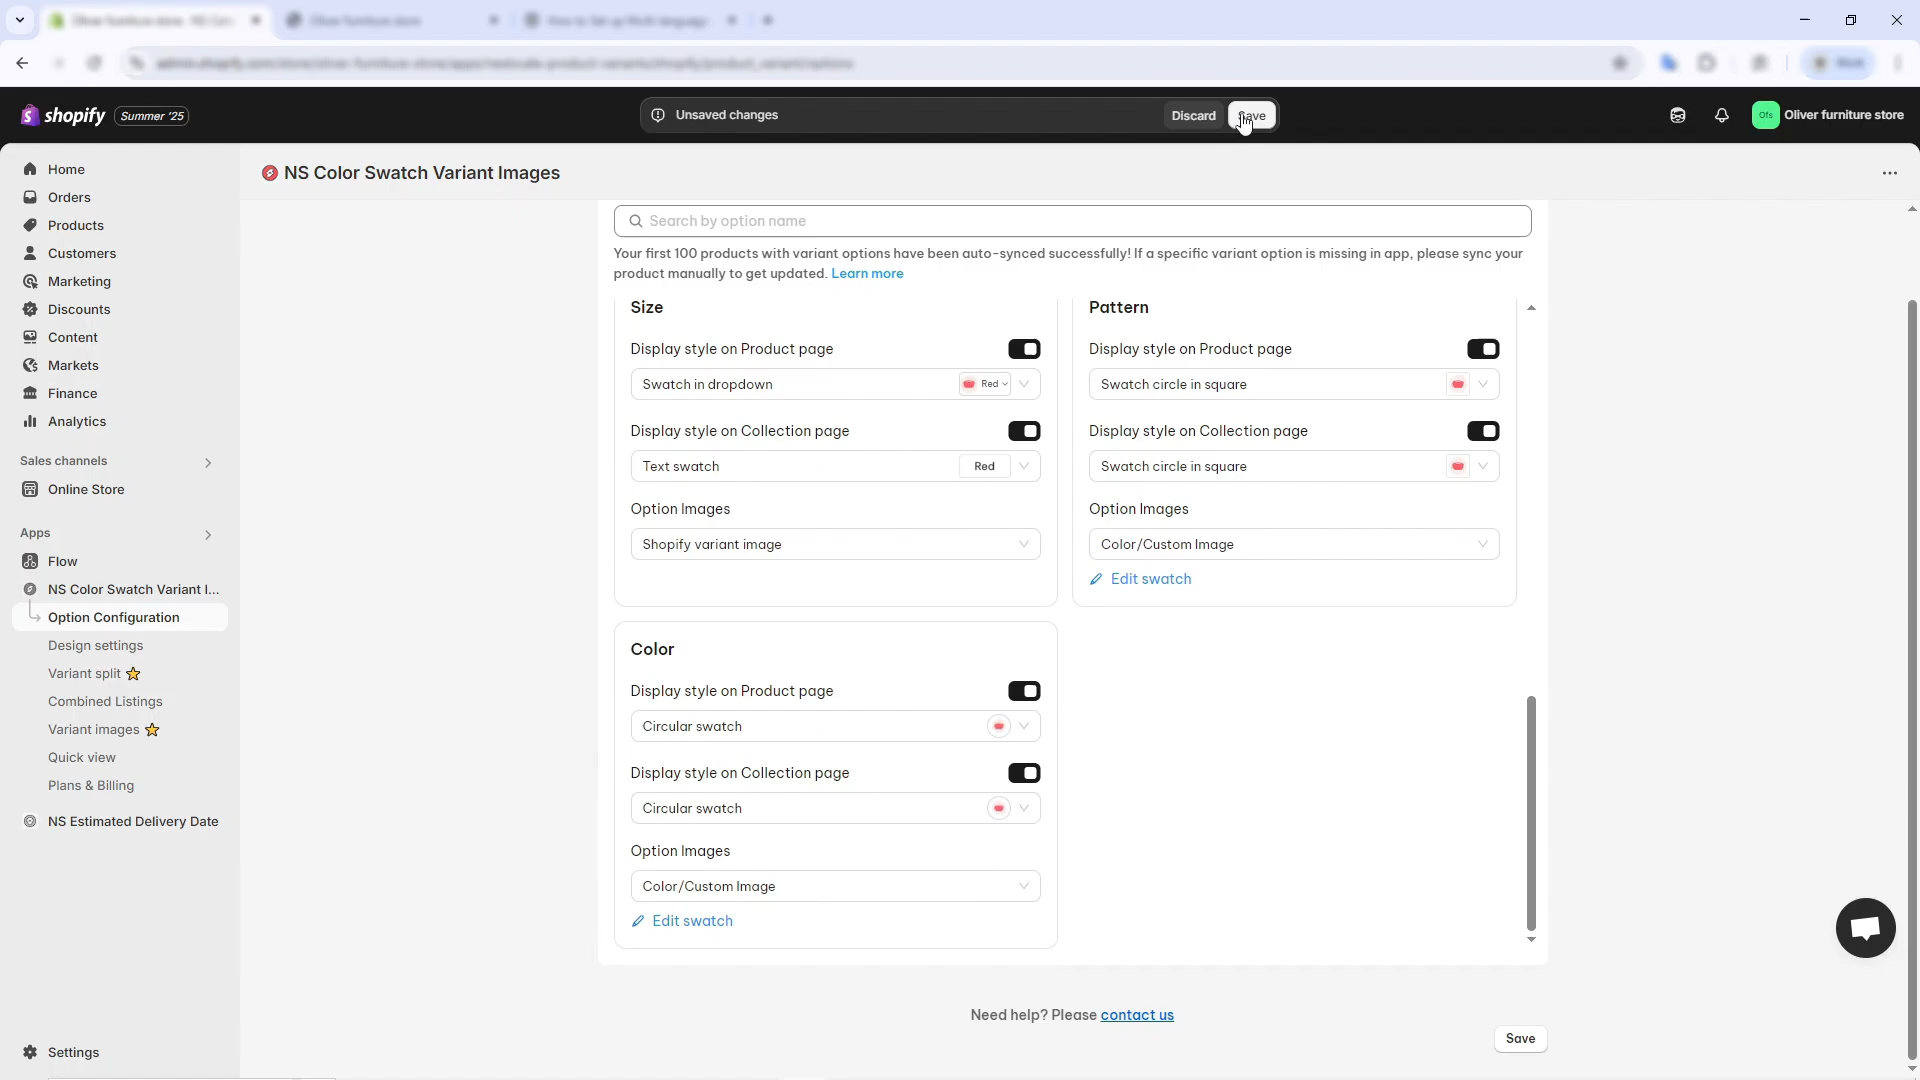 shopify Summer '25
Unsaved changes
Discard
Ofs Oliver furniture store
Home
Orders
Products
Customers
Marketing
Discounts
Content
Markets
Finance
Analytics
Sales channels
Online Store
Apps
Flow
NS Color Swatch Variant I...
Option Configuration
Design settings
Variant split
Combined Listings
Variant images
Quick view
Plans & Billing
NS Estimated Delivery Date
Settings
NS Color Swatch Variant Images
Search by option name
Your first 100 products with variant options have been auto-synced successfully! If a specific variant option is missing in app, please sync your
product manually to get updated. Learn more
Size
Display style on Product page
Swatch in dropdown Red
Display style on Collection page
Text swatch Red
Option Images
Shopify variant image
Pattern
Display style on Product page
Swatch circle in square
Display style on Collection page
Swatch circle in square
Option Images
Color/Custom Image
Edit swatch
Color
Display style on Product page
Circular swatch
Display style on Collection page
Circular swatch
Option Images
Color/Custom Image
Edit swatch
Need help? Please contact us
Save